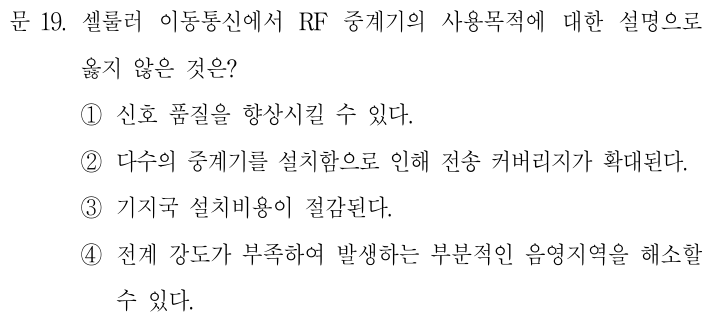 문 19. 셀룰러 이동통신에서 RF 중계기의 사용목적에 대한 설명으로
옳지 않은 것은?
① 신호 품질을 향상시킬 수 있다.
② 다수의 중계기를 설치함으로 인해 전송 커버리지가 확대된다.
③ 기지국 설치비용이 절감된다.
④ 전계 강도가 부족하여 발생하는 부분적인 음영지역을 해소할
수 있다.